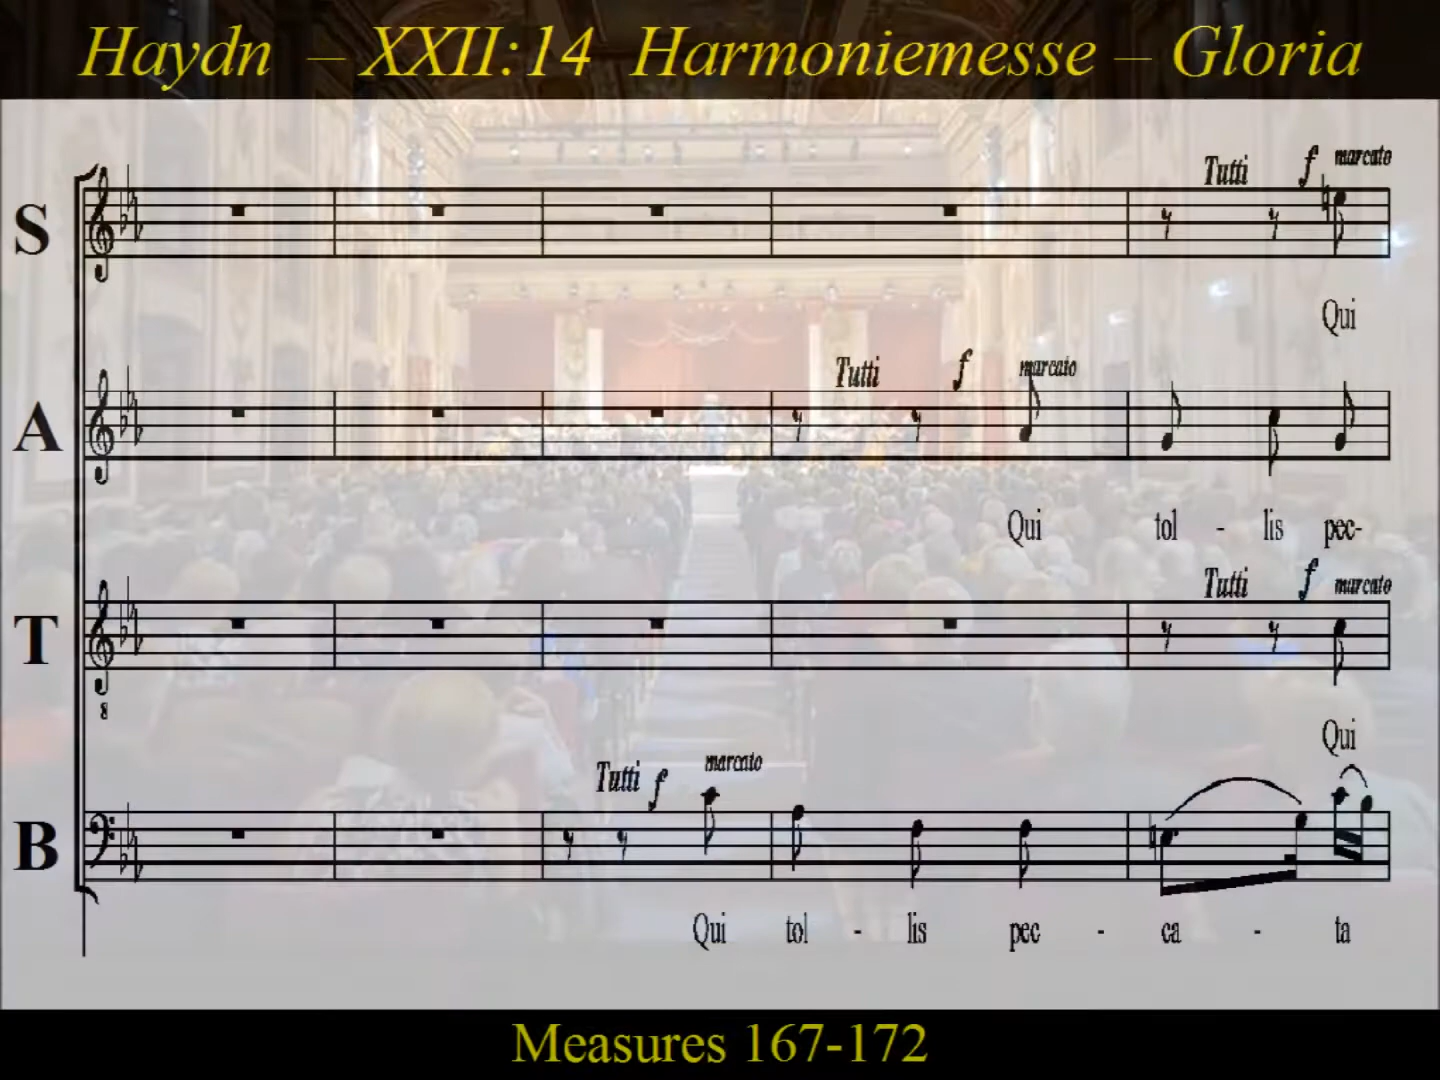 Haydn – XXII:14 Harmoniemesse – Gloria
Tutti f marcato
S
Qui
Tutti f marcato
A
Qui tol - lis pec-
Tutti f marcato
T
8
Qui
Tutti f marcato
B
Qui tol - lis pec - ca - ta
Measures 167-172